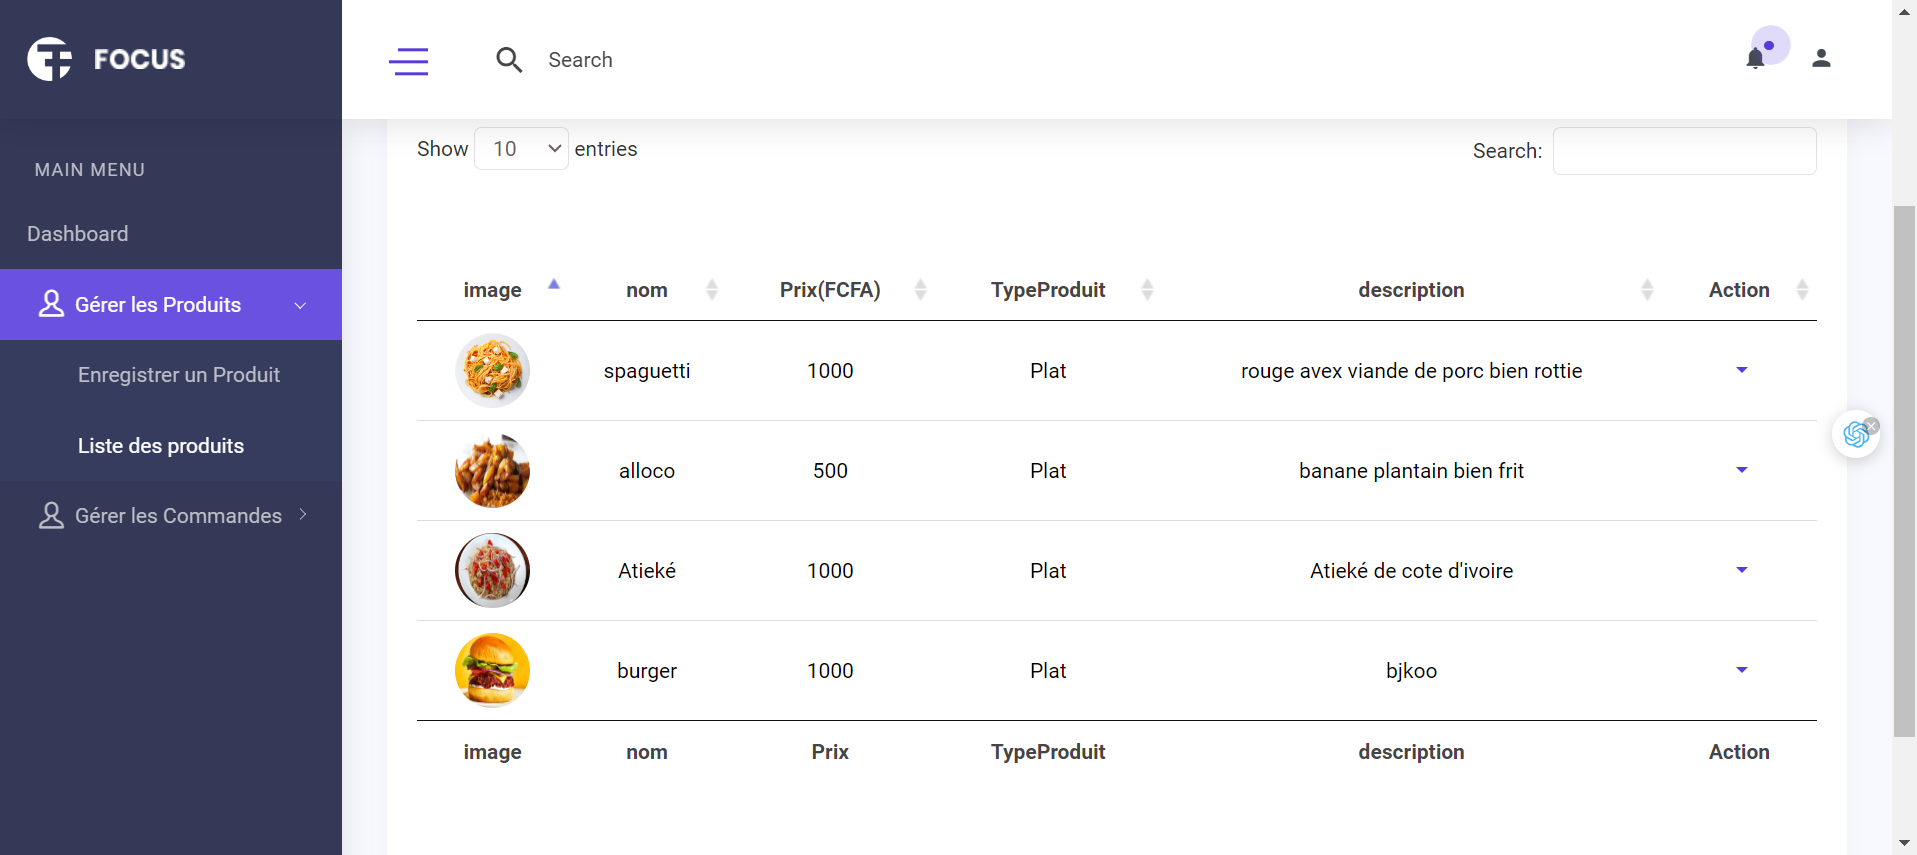 FOCUS
Search
MAIN MENU
Dashboard
Gérer les Produits
Enregistrer un Produit
Liste des produits
Gérer les Commandes
Show 10 entries
Search:
image nom Prix(FCFA) TypeProduit description Action
spaguetti 1000 Plat rouge avex viande de porc bien rottie
alloco 500 Plat banane plantain bien frit
Atieké 1000 Plat Atieké de cote d'ivoire
burger 1000 Plat bjkoo
image nom Prix TypeProduit description Action